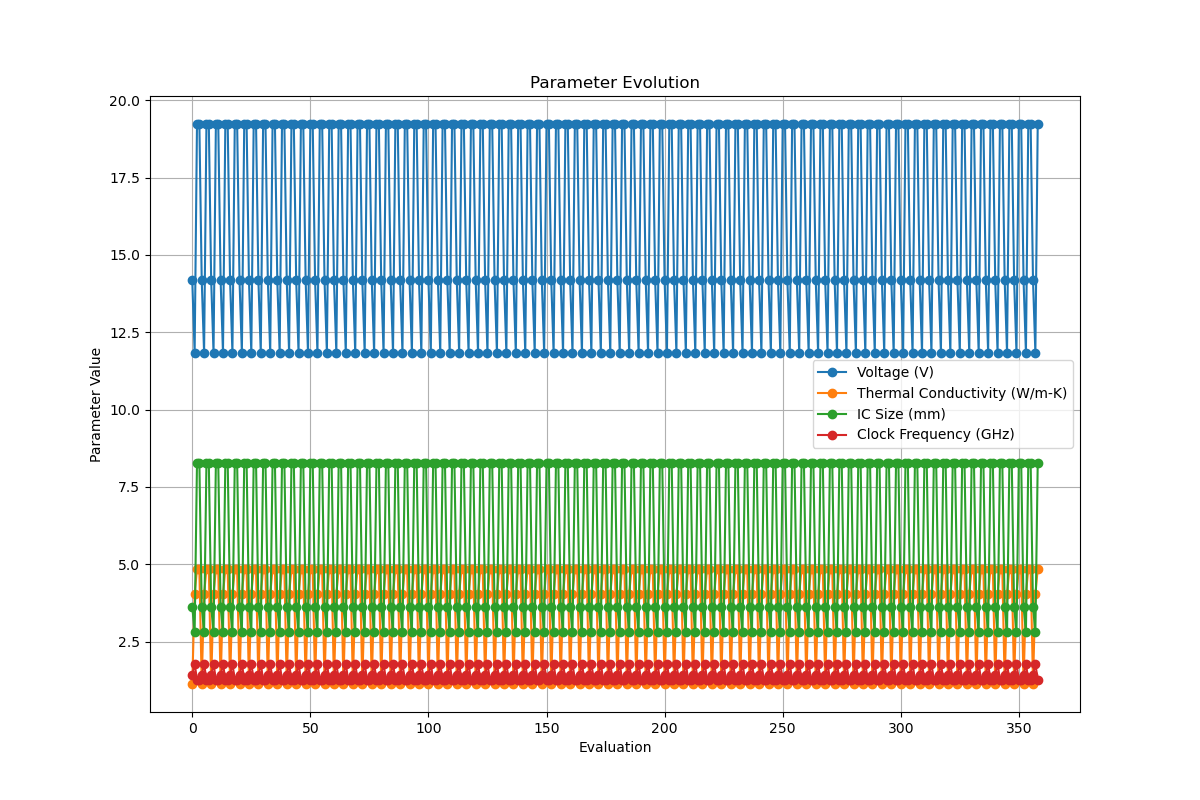 Parameter Evolution
20.0
17.5
15.0
12.5
10.0
7.5
5.0
2.5
Parameter Value
Voltage (V)
Thermal Conductivity (W/m-K)
IC Size (mm)
Clock Frequency (GHz)
0 50 100 150 200 250 300 350
Evaluation